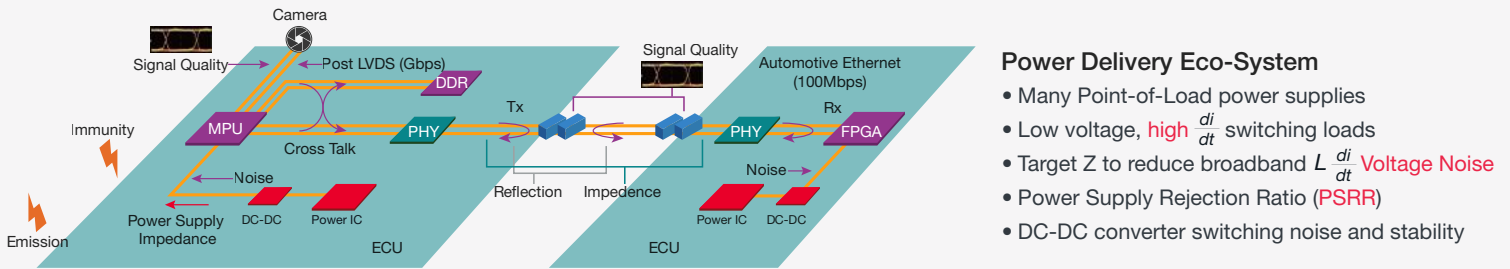 Camera
Signal Quality
Post LVDS (Gbps)
DDR
MPU
Cross Talk
PHY
Immunity
Emission
Noise
Power Supply
Impedance
DC-DC
Power IC
ECU
Tx
Reflection
Impedence
Signal Quality
Automotive Ethernet
(100Mbps)
Rx
PHY
FPGA
Noise
Power IC
DC-DC
ECU
Power Delivery Eco-System
• Many Point-of-Load power supplies
• Low voltage, high di/dt switching loads
• Target Z to reduce broadband L di/dt Voltage Noise
• Power Supply Rejection Ratio (PSRR)
• DC-DC converter switching noise and stability